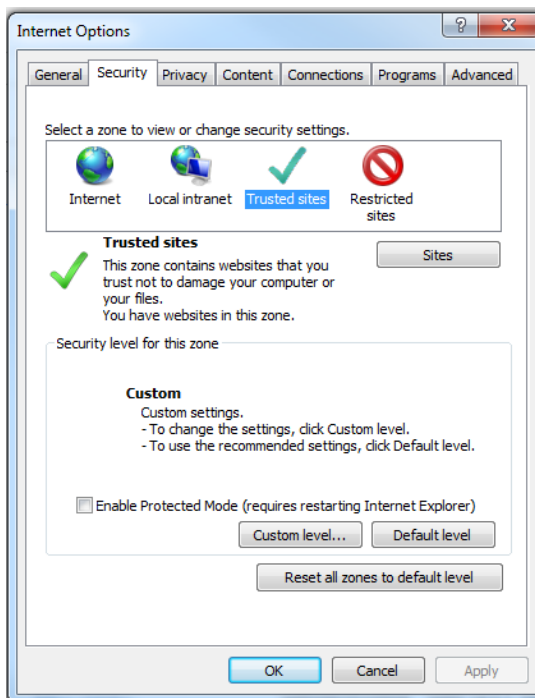 Internet Options
General Security Privacy Content Connections Programs Advanced
Select a zone to view or change security settings.
Internet Local intranet Trusted sites Restricted
sites
Trusted sites
Sites
This zone contains websites that you
trust not to damage your computer or
your files.
You have websites in this zone.
Security level for this zone
Custom
Custom settings.
- To change the settings, click Custom level.
- To use the recommended settings, click Default level.
Enable Protected Mode (requires restarting Internet Explorer)
Custom level... Default level
Reset all zones to default level
OK Cancel Apply